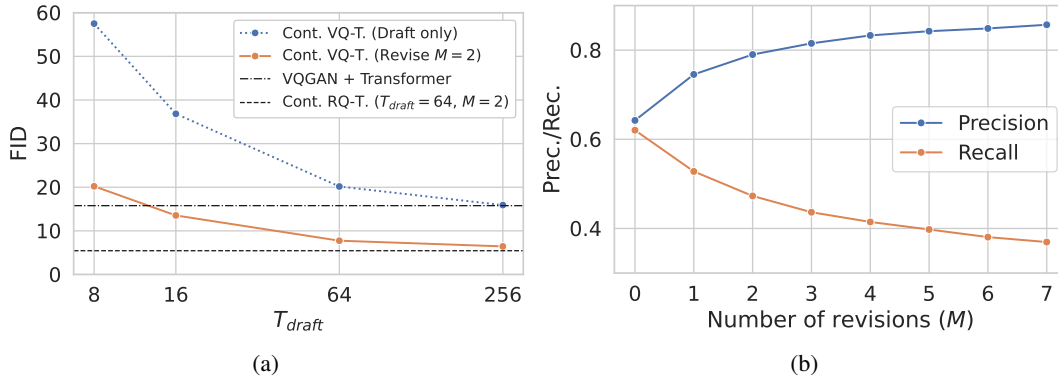 60
50
40
30
20
10
0
FID
Cont. VQ-T. (Draft only)
Cont. VQ-T. (Revise M = 2)
VQGAN + Transformer
Cont. RQ-T. (T_draft = 64, M = 2)
8 16 64 256
T_draft
(a)
0.8
0.6
0.4
Prec./Rec.
Precision
Recall
0 1 2 3 4 5 6 7
Number of revisions (M)
(b)